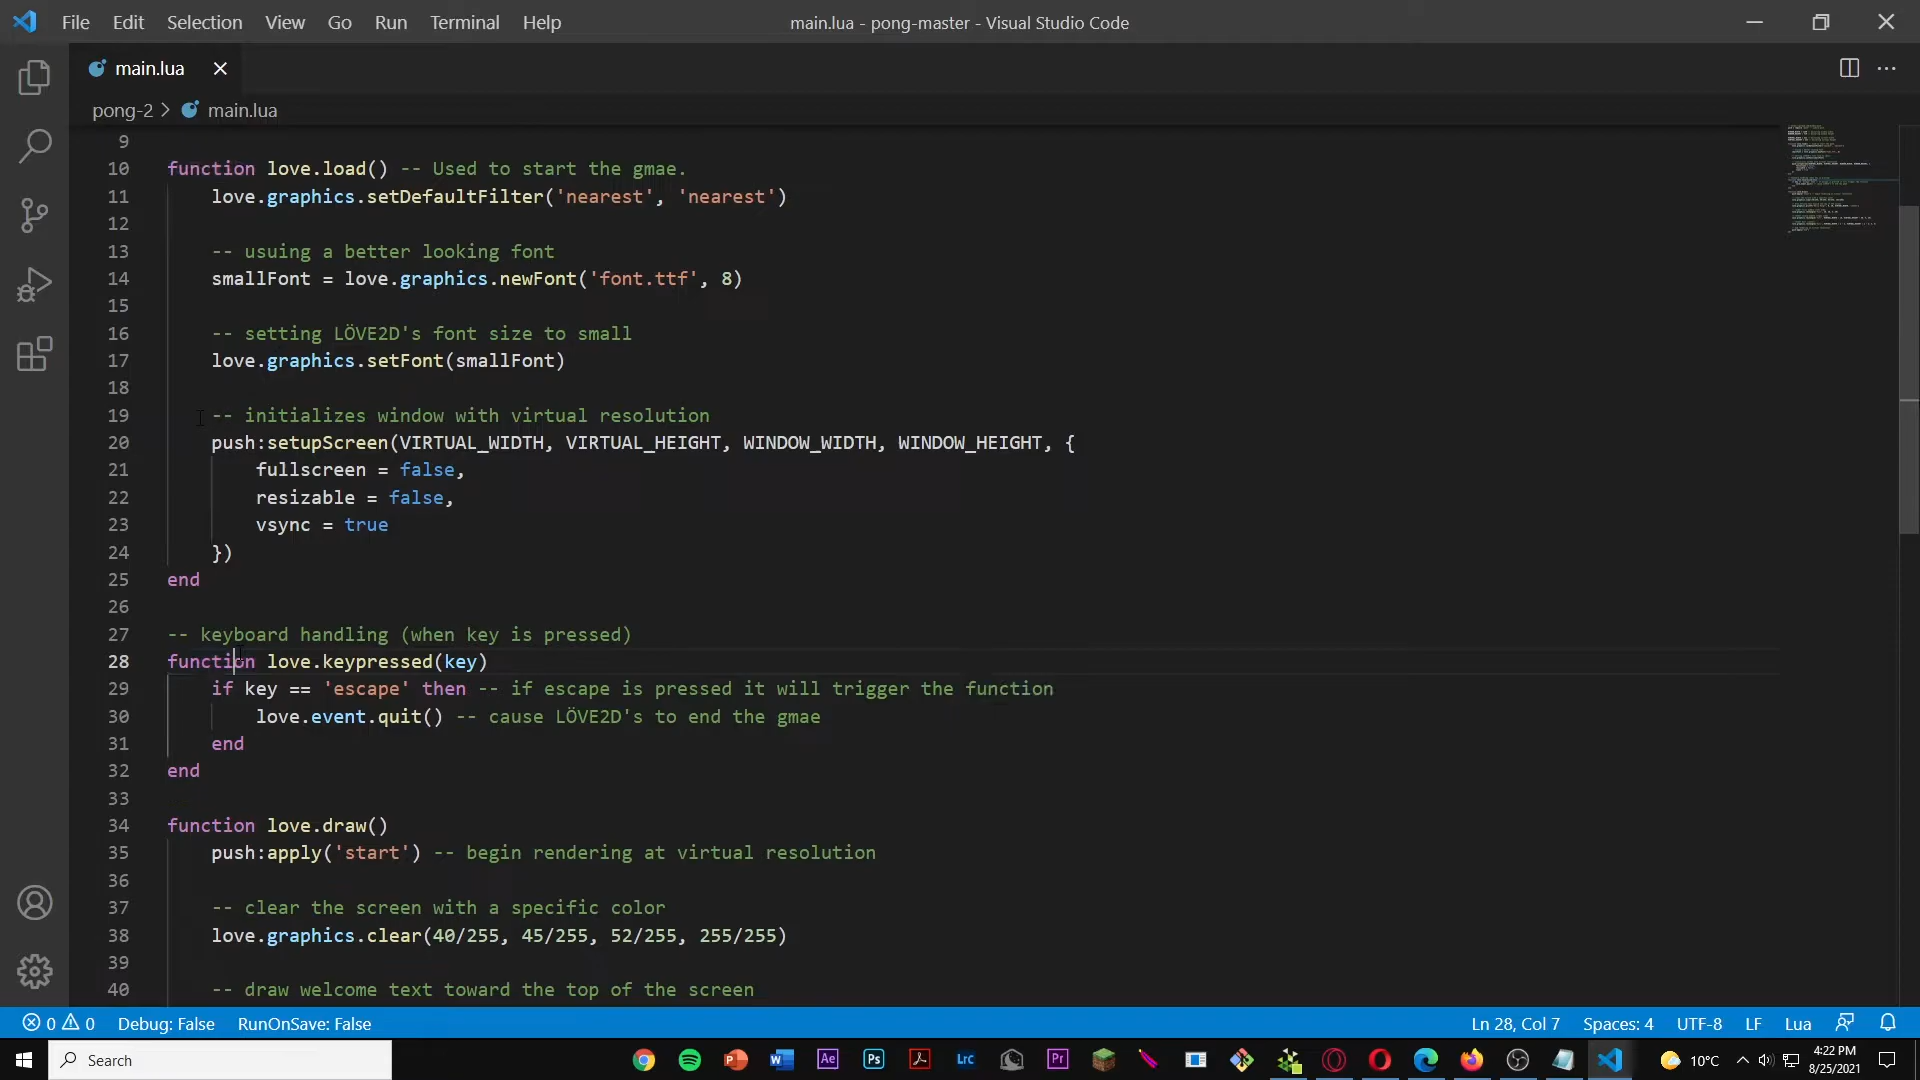 File Edit Selection View Go Run Terminal Help
main.lua - pong-master - Visual Studio Code
main.lua
pong-2 > main.lua
9
10 function love.load() -- Used to start the gmae.
11 love.graphics.setDefaultFilter('nearest', 'nearest')
12
13 -- usuing a better looking font
14 smallFont = love.graphics.newFont('font.ttf', 8)
15
16 -- setting LÖVE2D's font size to small
17 love.graphics.setFont(smallFont)
18
19 -- initializes window with virtual resolution
20 push:setupScreen(VIRTUAL_WIDTH, VIRTUAL_HEIGHT, WINDOW_WIDTH, WINDOW_HEIGHT, {
21 fullscreen = false,
22 resizable = false,
23 vsync = true
24 })
25 end
26
27 -- keyboard handling (when key is pressed)
28 function love.keypressed(key)
29 if key == 'escape' then -- if escape is pressed it will trigger the function
30 love.event.quit() -- cause LÖVE2D's to end the gmae
31 end
32 end
33
34 function love.draw()
35 push:apply('start') -- begin rendering at virtual resolution
36
37 -- clear the screen with a specific color
38 love.graphics.clear(40/255, 45/255, 52/255, 255/255)
39
40 -- draw welcome text toward the top of the screen
0 0 Debug: False RunOnSave: False Ln 28, Col 7 Spaces: 4 UTF-8 LF Lua
Search Ae Ps Lrc Pr 10°C 4:22 PM
8/25/2021